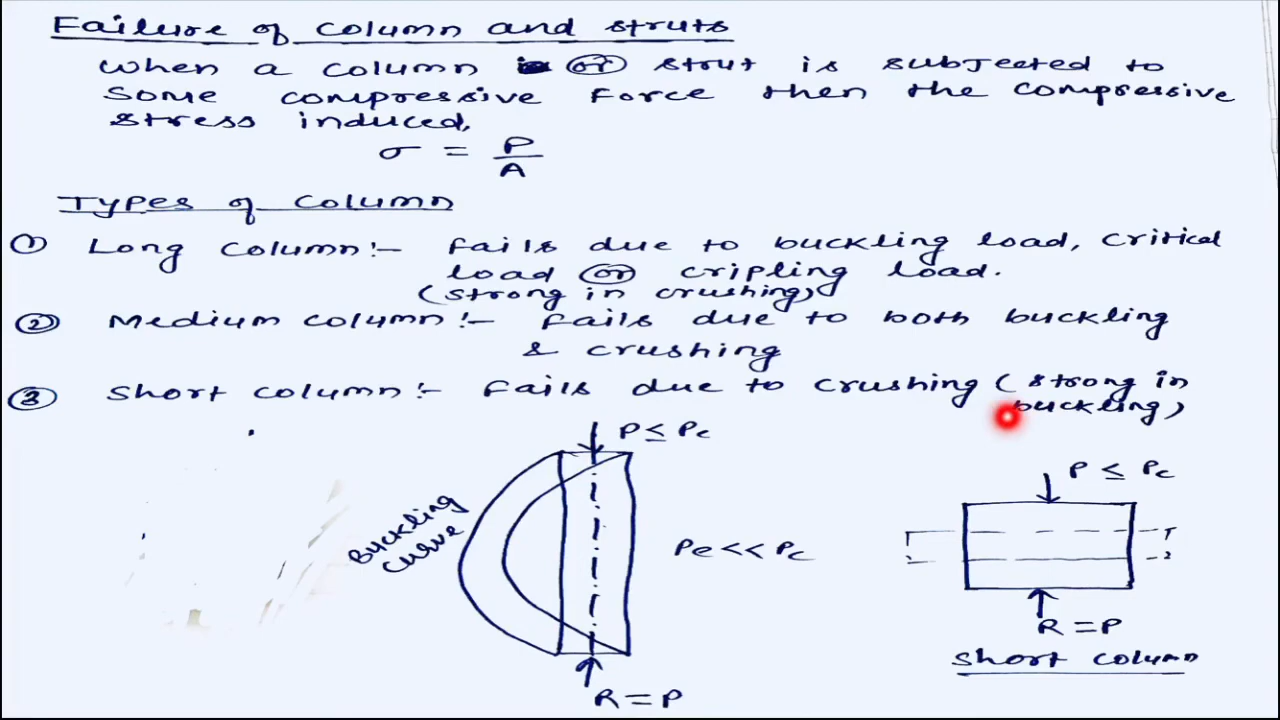 Failure of column and struts
When a column or strut is subjected to
some compressive force then the compressive
stress induced,
σ = P/A
Types of column
① Long column:- fails due to buckling load, critical
load or cripling load.
(strong in crushing)
② Medium column:- fails due to both buckling
& crushing
③ Short column:- fails due to crushing (strong in
buckling)
P ≤ Pc
Buckling
curve
Pe << Pc
R = P
P ≤ Pc
R = P
Short column